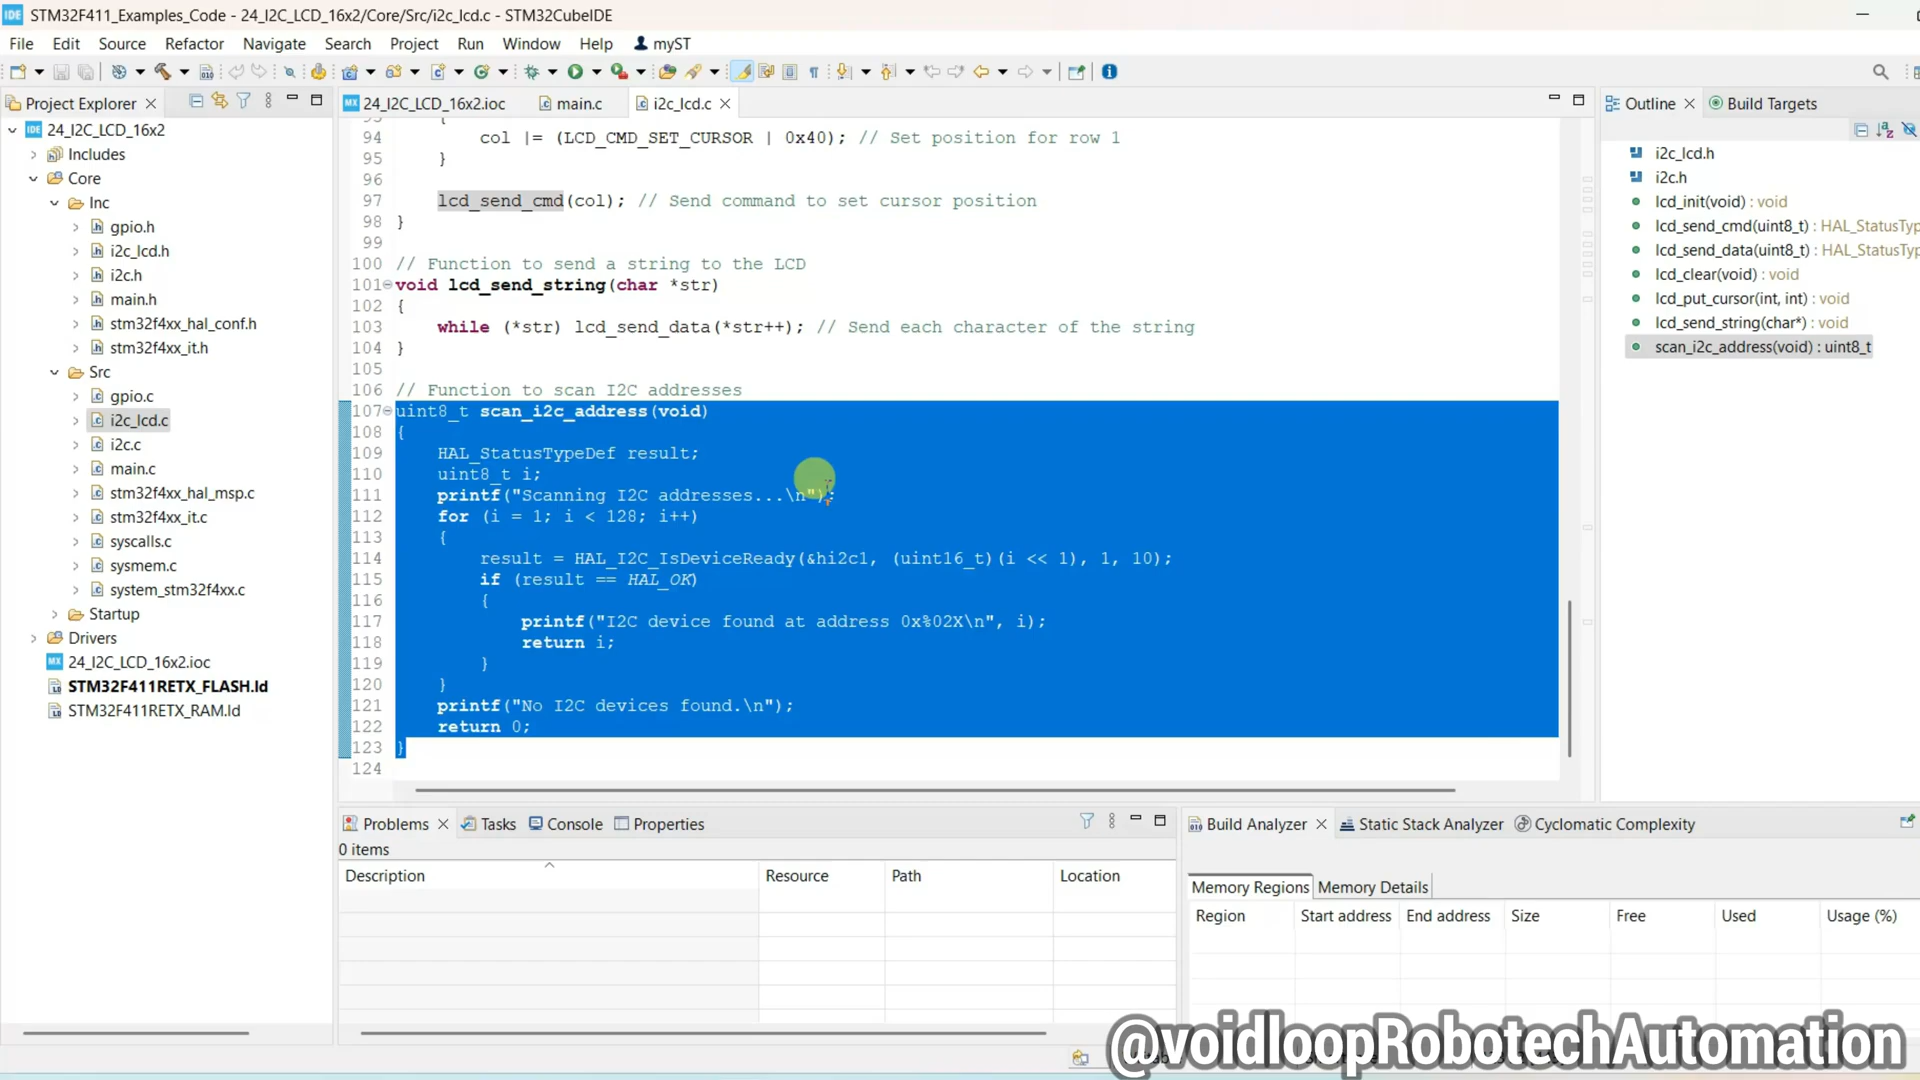 IDE STM32F411_Examples_Code - 24_I2C_LCD_16x2/Core/Src/i2c_lcd.c - STM32CubeIDE
File Edit Source Refactor Navigate Search Project Run Window Help myST
Project Explorer
24_I2C_LCD_16x2.ioc main.c i2c_lcd.c
Outline Build Targets
IDE 24_I2C_LCD_16x2
Includes
Core
Inc
gpio.h
i2c_lcd.h
i2c.h
main.h
stm32f4xx_hal_conf.h
stm32f4xx_it.h
Src
gpio.c
i2c_lcd.c
i2c.c
main.c
stm32f4xx_hal_msp.c
stm32f4xx_it.c
syscalls.c
sysmem.c
system_stm32f4xx.c
Startup
Drivers
MX 24_I2C_LCD_16x2.ioc
STM32F411RETX_FLASH.ld
STM32F411RETX_RAM.ld
93 {
94 col |= (LCD_CMD_SET_CURSOR | 0x40); // Set position for row 1
95 }
96
97 lcd_send_cmd(col); // Send command to set cursor position
98 }
99
100 // Function to send a string to the LCD
101 void lcd_send_string(char *str)
102 {
103 while (*str) lcd_send_data(*str++); // Send each character of the string
104 }
105
106 // Function to scan I2C addresses
107 uint8_t scan_i2c_address(void)
108 {
109 HAL_StatusTypeDef result;
110 uint8_t i;
111 printf("Scanning I2C addresses...\n");
112 for (i = 1; i < 128; i++)
113 {
114 result = HAL_I2C_IsDeviceReady(&hi2c1, (uint16_t)(i << 1), 1, 10);
115 if (result == HAL_OK)
116 {
117 printf("I2C device found at address 0x%02X\n", i);
118 return i;
119 }
120 }
121 printf("No I2C devices found.\n");
122 return 0;
123 }
124
i2c_lcd.h
i2c.h
lcd_init(void) : void
lcd_send_cmd(uint8_t) : HAL_StatusTyp
lcd_send_data(uint8_t) : HAL_StatusTyp
lcd_clear(void) : void
lcd_put_cursor(int, int) : void
lcd_send_string(char*) : void
scan_i2c_address(void) : uint8_t
Problems Tasks Console Properties
0 items
Description Resource Path Location
Build Analyzer Static Stack Analyzer Cyclomatic Complexity
Memory Regions Memory Details
Region Start address End address Size Free Used Usage (%)
@voidloopRobotechAutomation